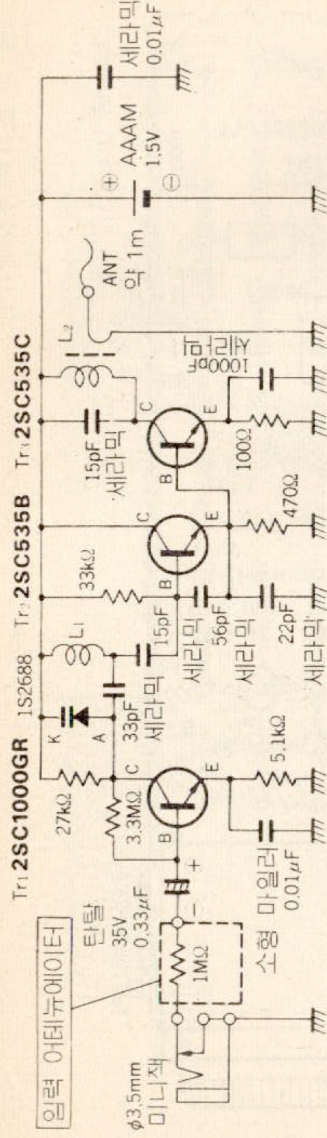 Tr₁ 2SC1000GR
1S2688
Tr₂ 2SC535B
Tr₃ 2SC535C
입력 어테뉴에이터
φ3.5mm
미니잭
1MΩ
탄탈
35V
0.33μF
−
+
소형
마일러
0.01μF
27kΩ
3.3MΩ
B
C
E
5.1kΩ
K
A
33pF
세라믹
L₁
15pF
세라믹
33kΩ
B
C
E
56pF
세라믹
22pF
세라믹
470Ω
15pF
세라믹
B
C
E
100Ω
1000pF
세라믹
L₂
ANT
약 1m
⊕
AAAM
1.5V
⊖
세라믹
0.01μF